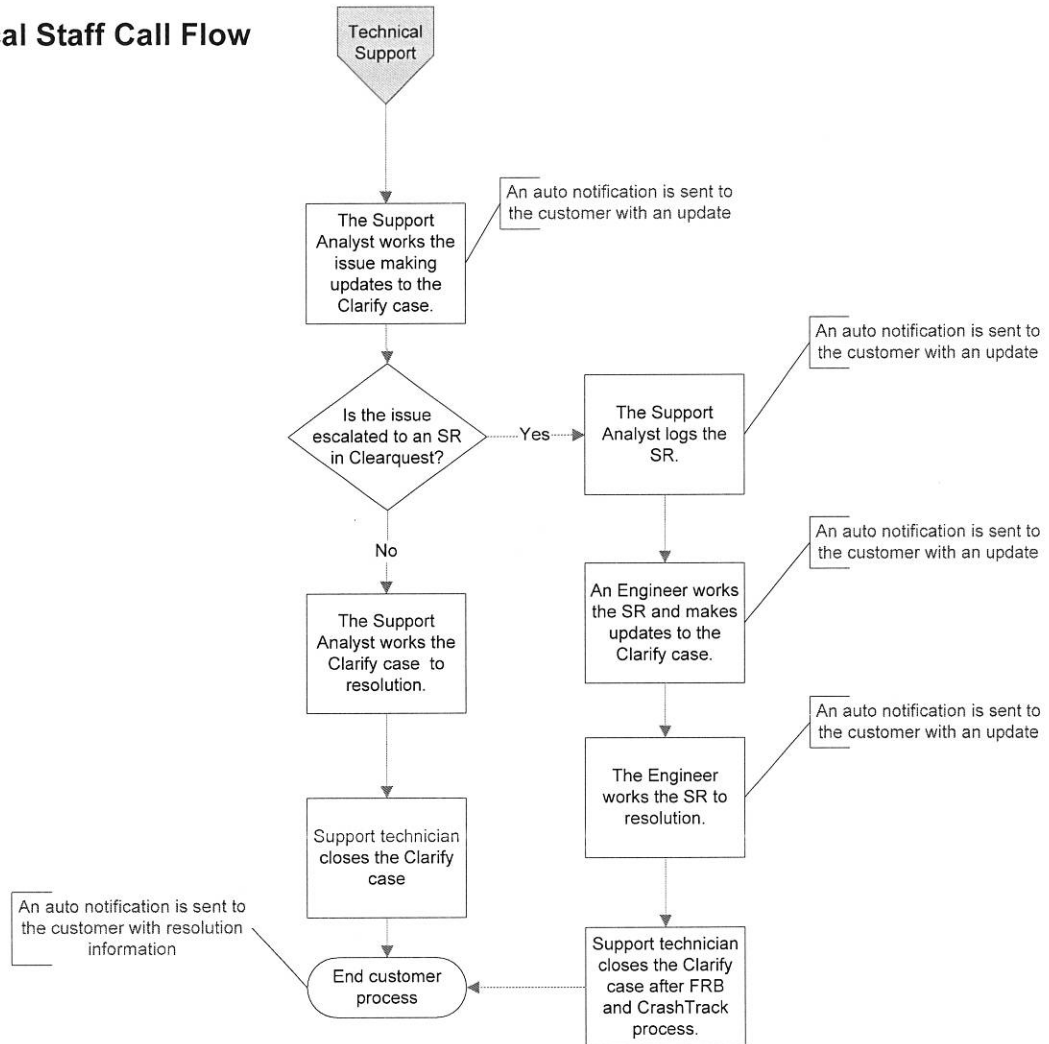 al Staff Call Flow
Technical
Support
An auto notification is sent to
the customer with an update
The Support
Analyst works the
issue making
updates to the
Clarify case.
An auto notification is sent to
the customer with an update
Is the issue
escalated to an SR
in Clearquest?
Yes
The Support
Analyst logs the
SR.
No
An auto notification is sent to
the customer with an update
An Engineer works
the SR and makes
updates to the
Clarify case.
The Support
Analyst works the
Clarify case to
resolution.
An auto notification is sent to
the customer with an update
The Engineer
works the SR to
resolution.
Support technician
closes the Clarify
case
An auto notification is sent to
the customer with resolution
information
End customer
process
Support technician
closes the Clarify
case after FRB
and CrashTrack
process.